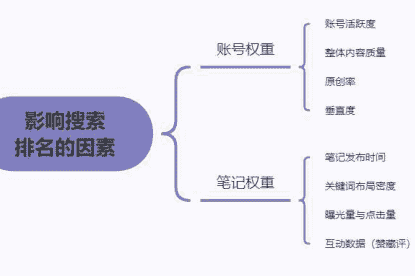 影响搜索
排名的因素
账号权重
账号活跃度
整体内容质量
原创率
垂直度
笔记权重
笔记发布时间
关键词布局密度
曝光量与点击量
互动数据（赞藏评）